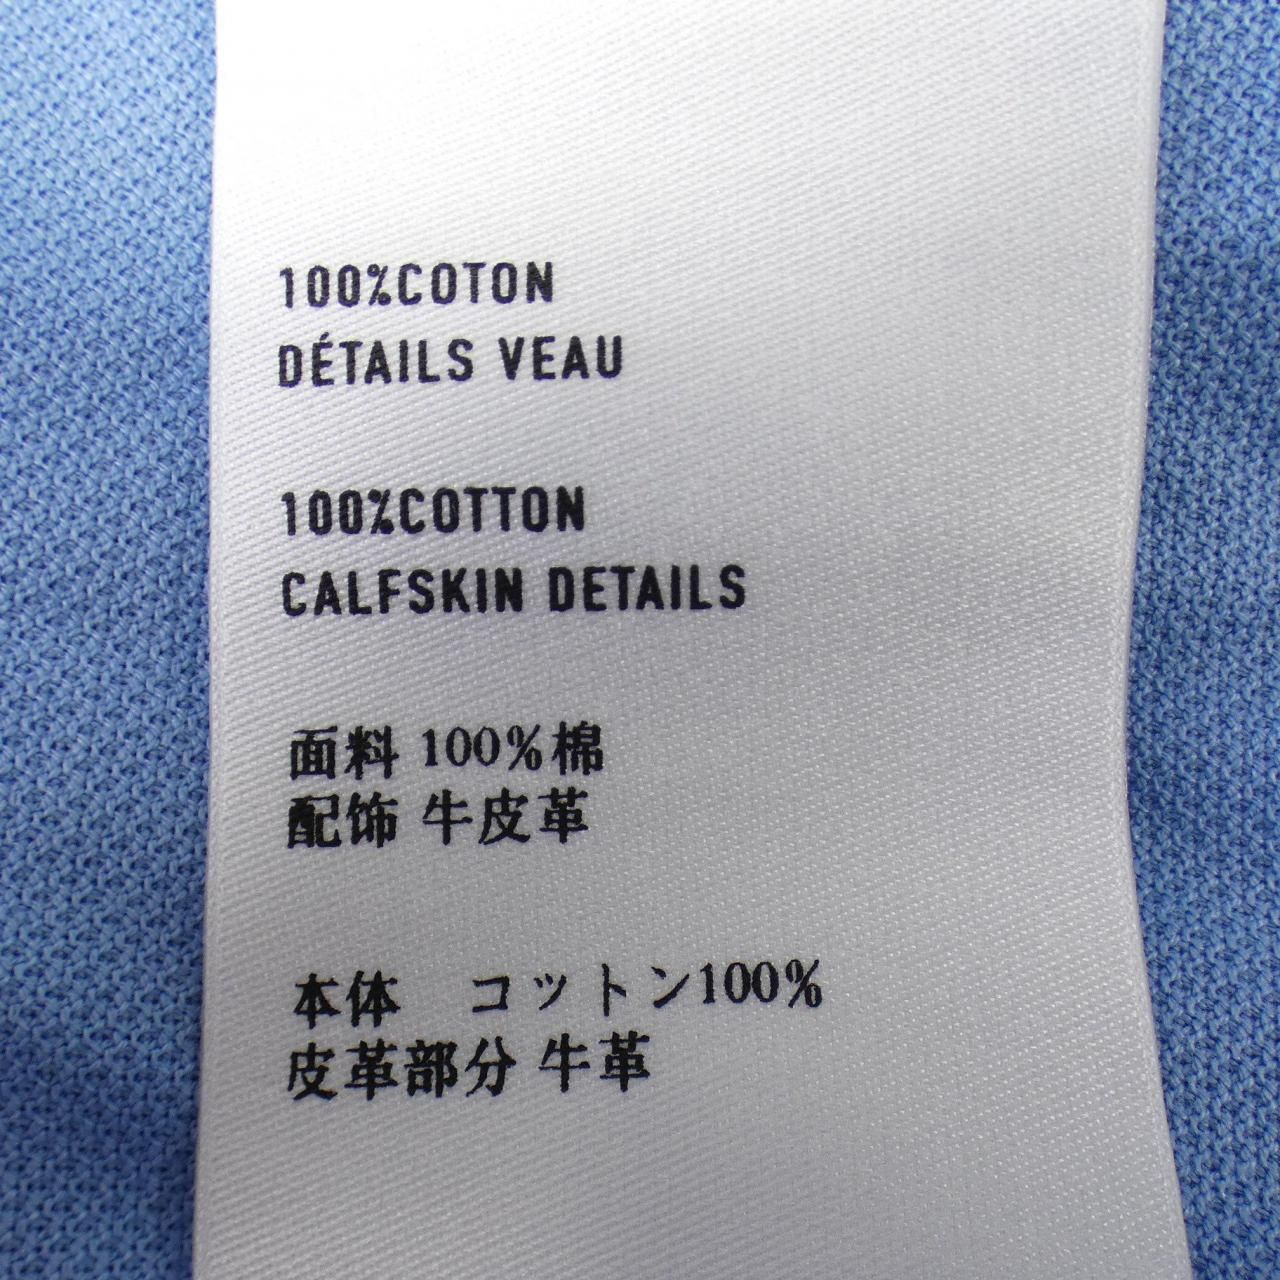 100%COTON
DÉTAILS VEAU
100%COTTON
CALFSKIN DETAILS
面料 100%棉
配饰 牛皮革
本体　コットン100%
皮革部分 牛革